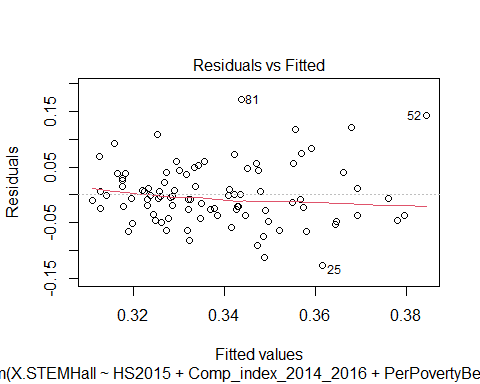 Residuals vs Fitted
Residuals
0.15
0.05
-0.05
-0.15
81
52
25
0.32
0.34
0.36
0.38
Fitted values
m(X.STEMHall ~ HS2015 + Comp_index_2014_2016 + PerPovertyBe